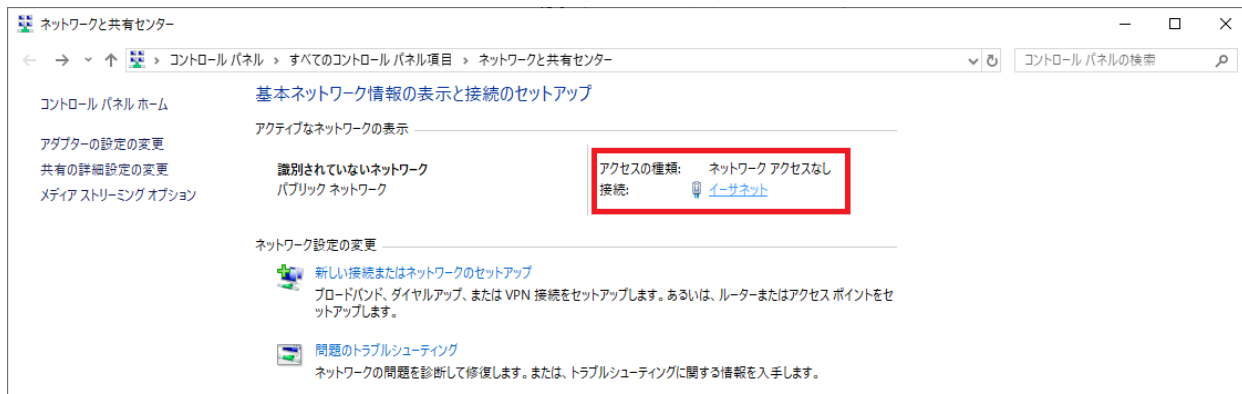 ネットワークと共有センター
コントロール パネル › すべてのコントロール パネル項目 › ネットワークと共有センター
コントロール パネルの検索
コントロール パネル ホーム
アダプターの設定の変更
共有の詳細設定の変更
メディア ストリーミング オプション
基本ネットワーク情報の表示と接続のセットアップ
アクティブなネットワークの表示
識別されていないネットワーク
パブリック ネットワーク
アクセスの種類: ネットワーク アクセスなし
接続: イーサネット
ネットワーク設定の変更
新しい接続またはネットワークのセットアップ
ブロードバンド、ダイヤルアップ、または VPN 接続をセットアップします。あるいは、ルーターまたはアクセス ポイントをセ
ットアップします。
問題のトラブルシューティング
ネットワークの問題を診断して修復します。または、トラブルシューティングに関する情報を入手します。